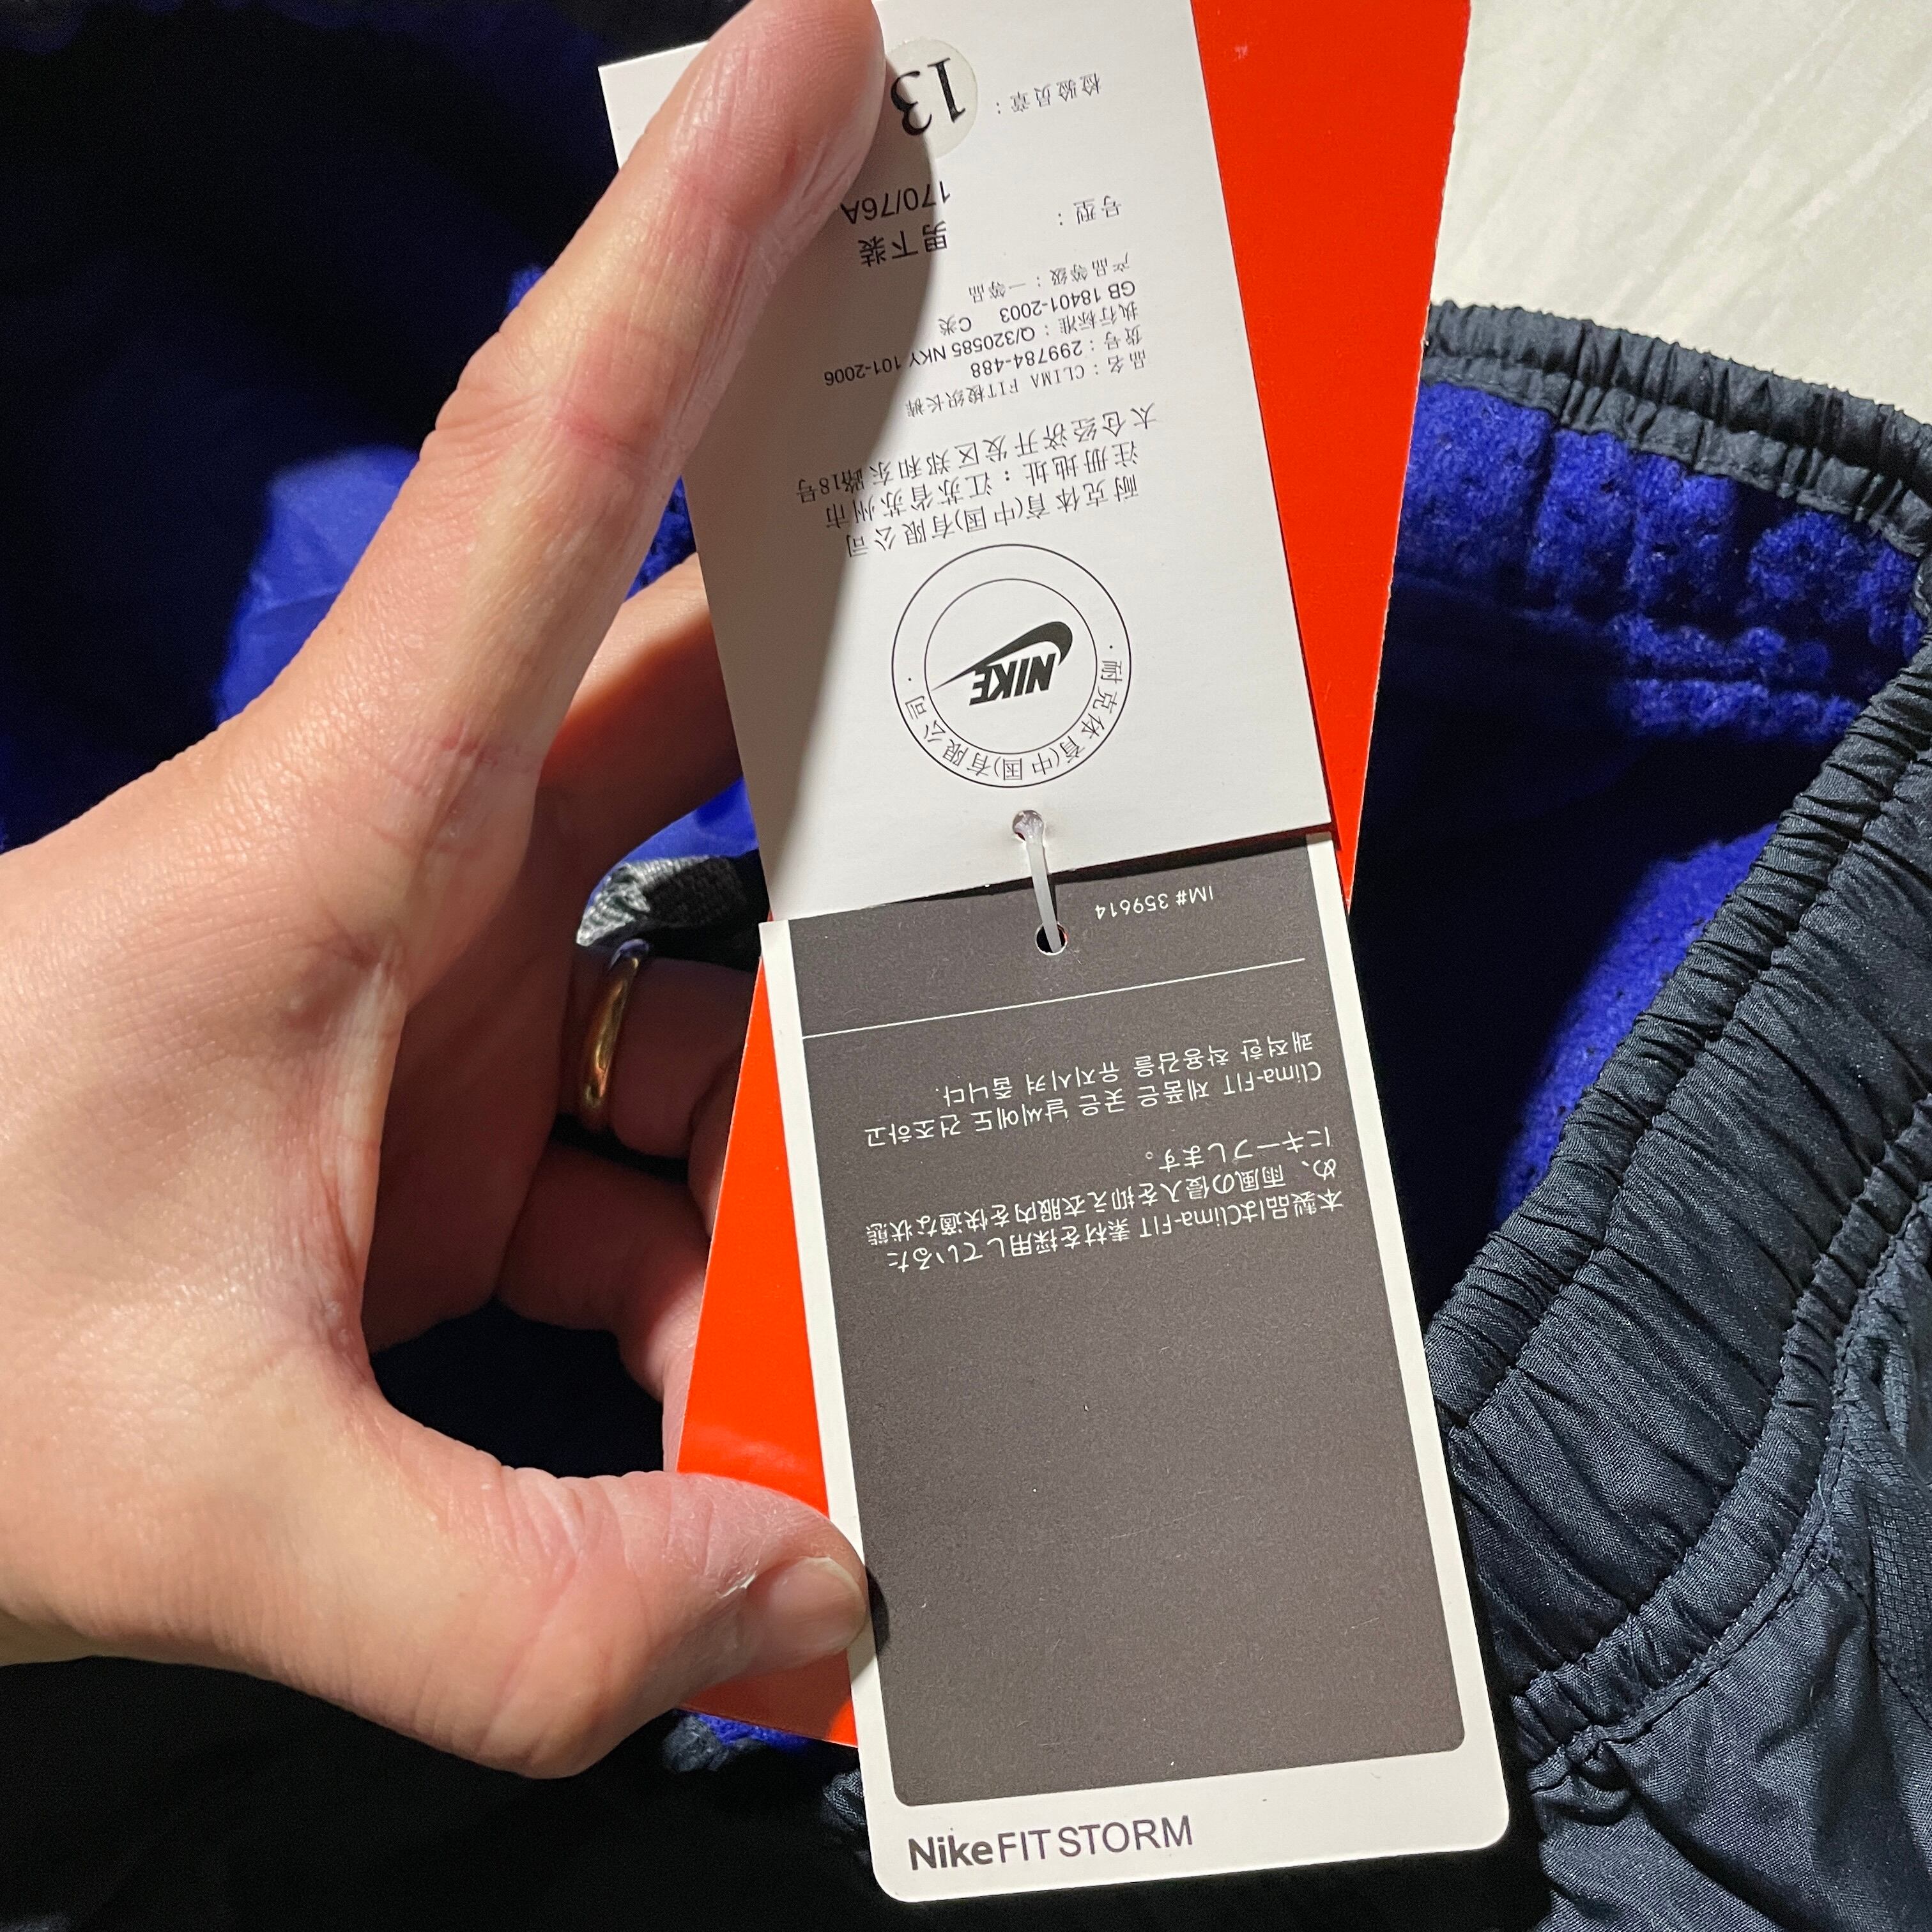 NIKE
·耐克体育(中国)有限公司·
耐克体育(中国)有限公司
注册地址：江苏省苏州市
太仓经济开发区郑和东路18号
品名：CLIMA FIT梭织长裤
货号：299784-488
执行标准：Q/320585 NKY 101-2006
GB 18401-2003 C类
产品等级：一等品
男下装
号型：170/76A
检验员章：13
NikeFIT STORM
本製品はClima-FIT 素材を採用しているた
め、雨風の侵入を抑え衣服内を快適な状態
にキープします。
Clima-FIT 제품은 궂은 날씨에도 건조하고
쾌적한 착용감을 유지시켜 줍니다.
IM# 359614